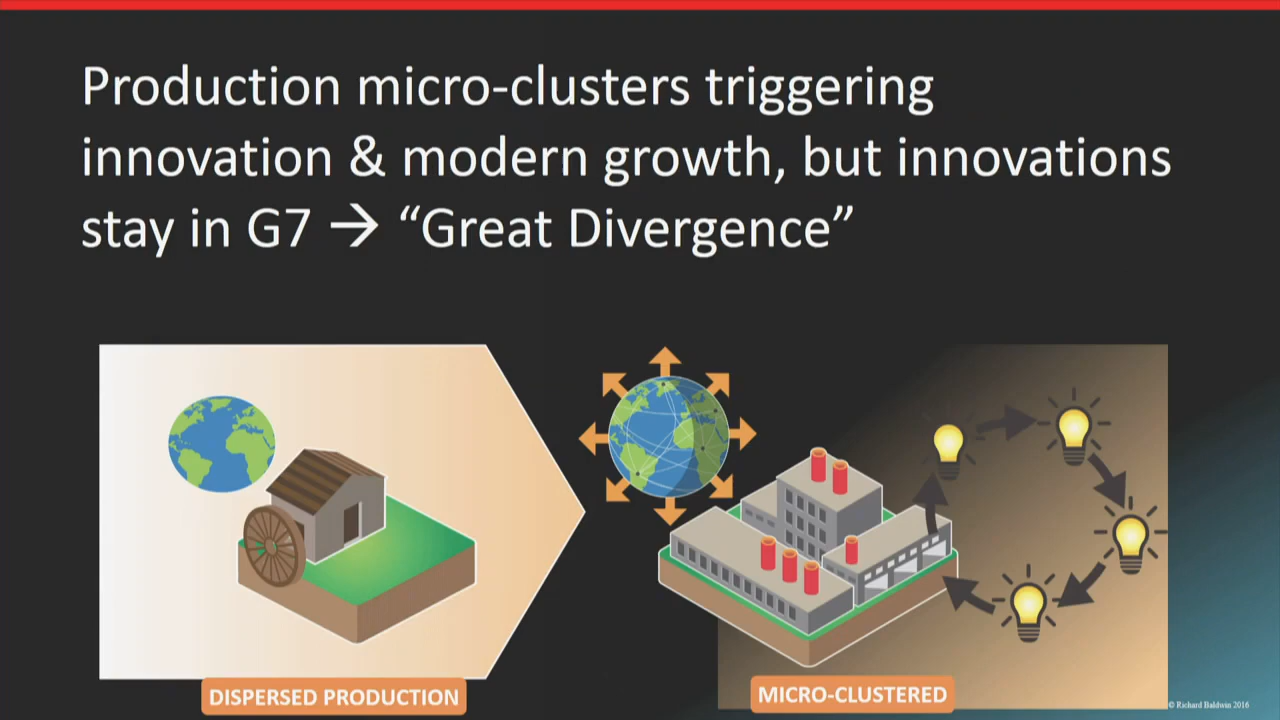 Production micro-clusters triggering
innovation & modern growth, but innovations
stay in G7 → “Great Divergence”
DISPERSED PRODUCTION
MICRO-CLUSTERED
© Richard Baldwin 2016